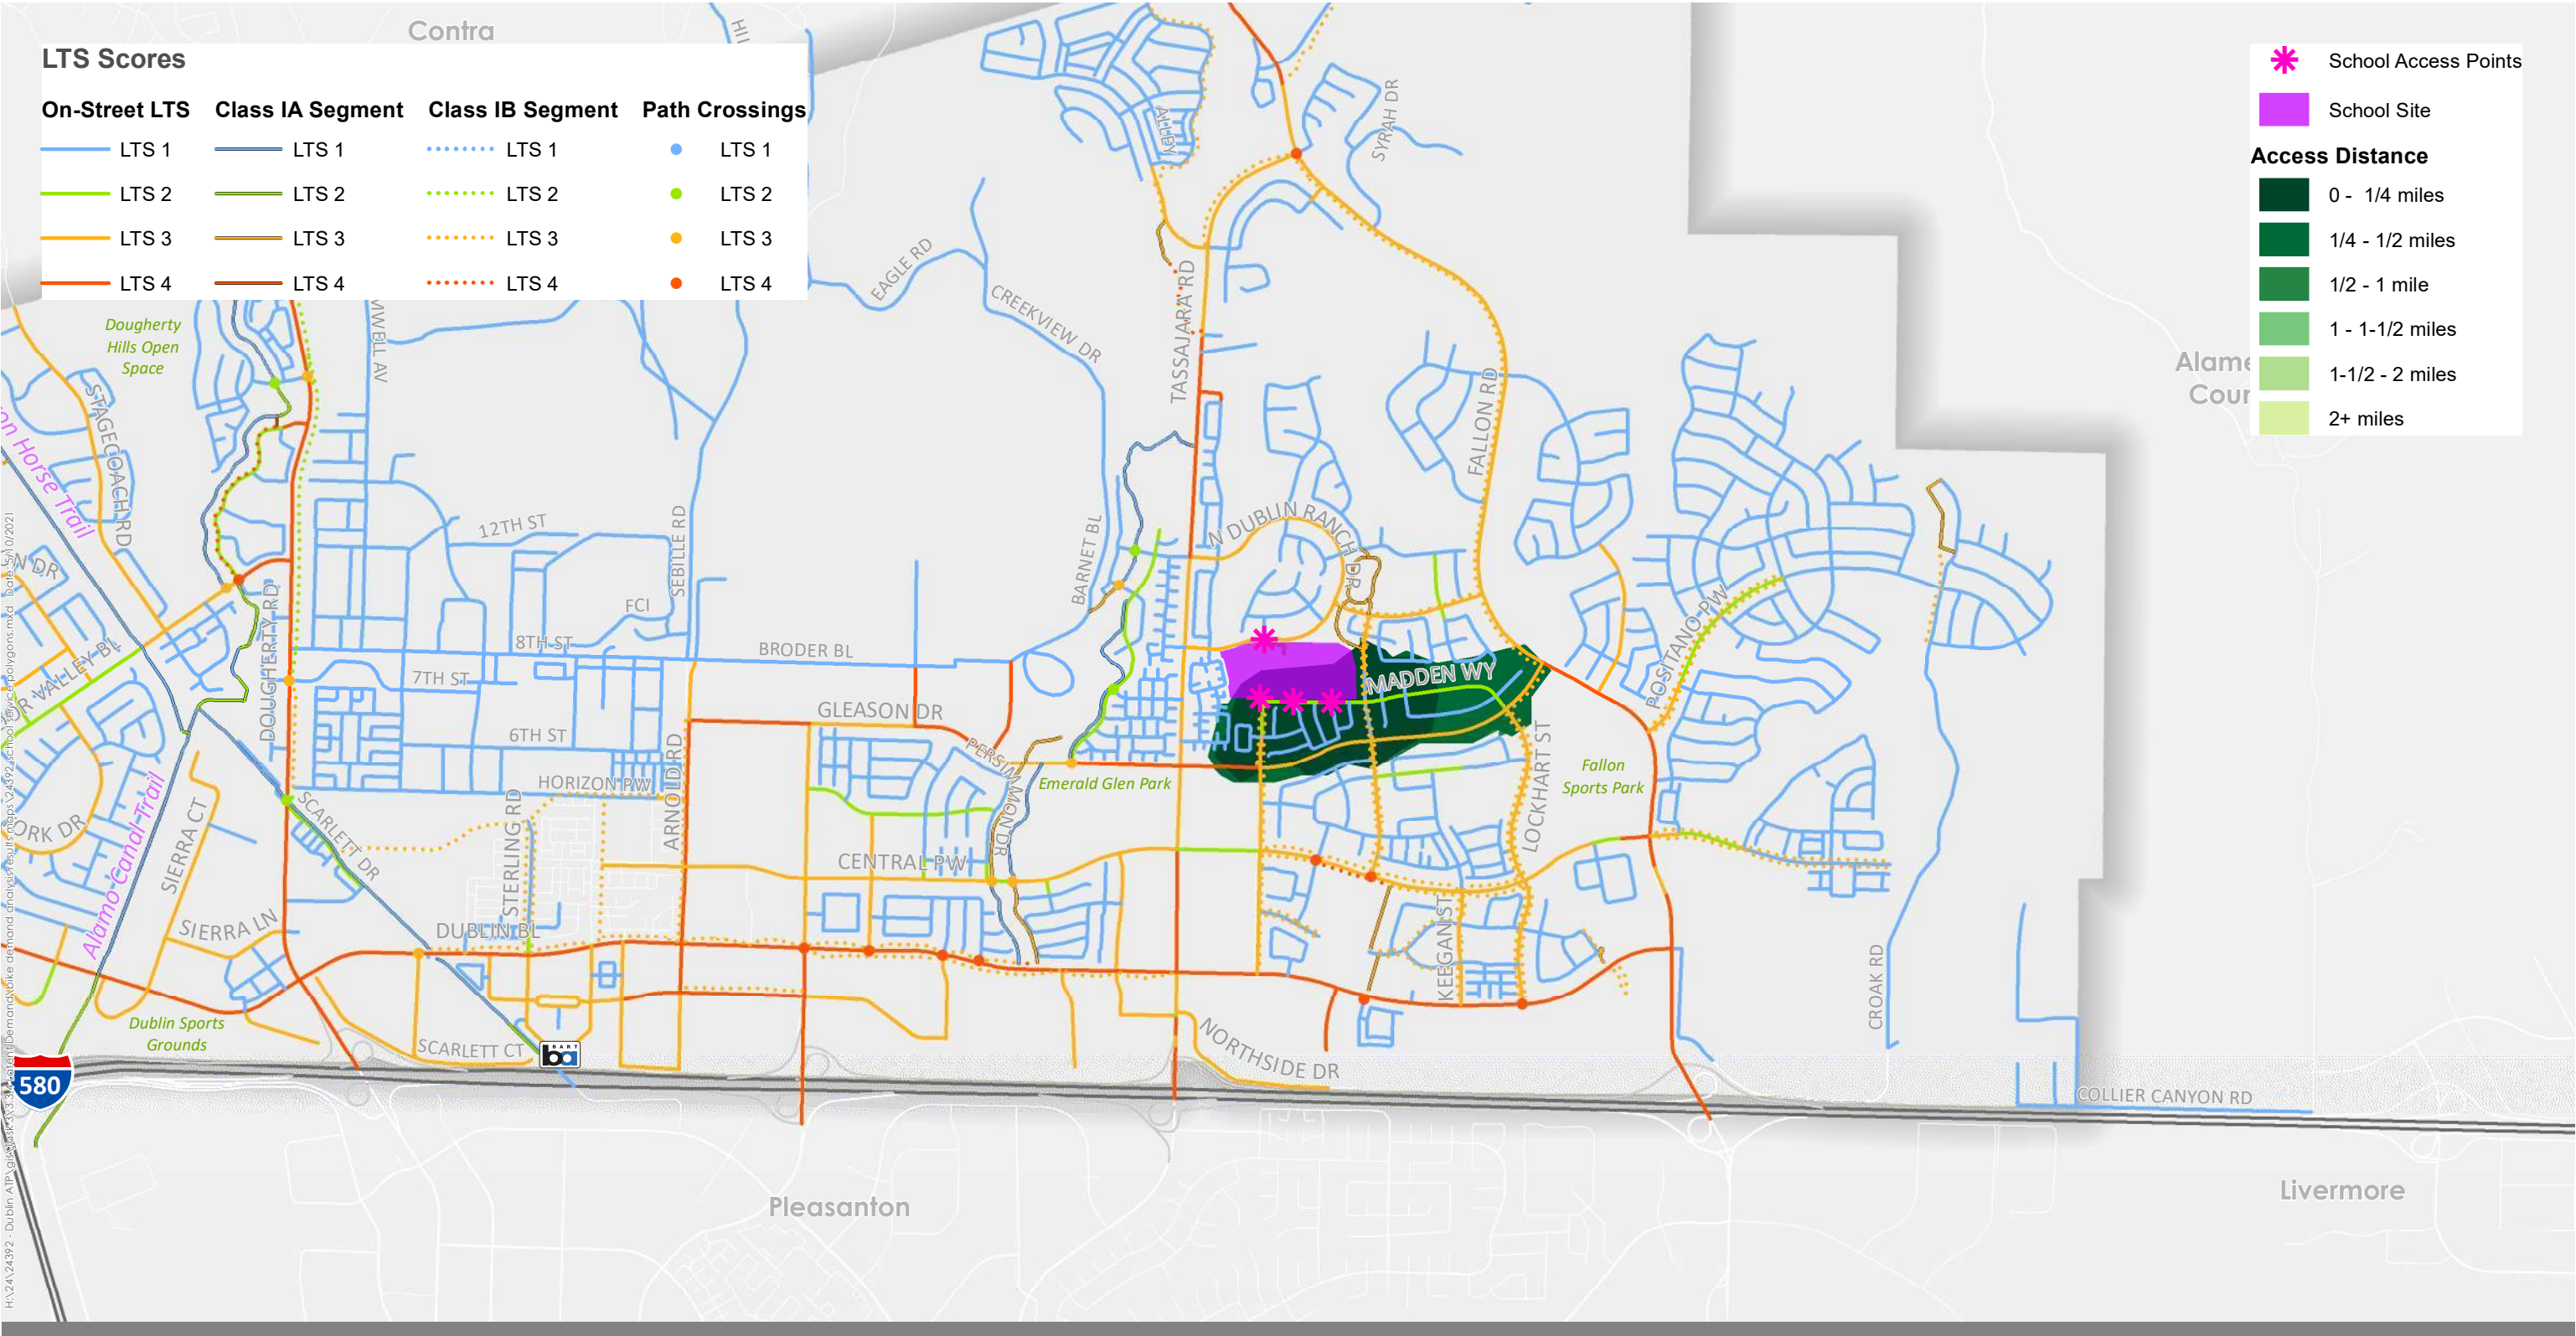 Contra
LTS Scores
On-Street LTS Class IA Segment Class IB Segment Path Crossings
LTS 1 LTS 1 LTS 1 LTS 1
LTS 2 LTS 2 LTS 2 LTS 2
LTS 3 LTS 3 LTS 3 LTS 3
LTS 4 LTS 4 LTS 4 LTS 4
School Access Points
School Site
Access Distance
0 - 1/4 miles
1/4 - 1/2 miles
1/2 - 1 mile
1 - 1-1/2 miles
1-1/2 - 2 miles
2+ miles
ALLEY
SYRAH DR
EAGLE RD
CREEKVIEW DR
TASSAJARA RD
FALLON RD
Dougherty
Hills Open
Space
STAGECOACH RD
12TH ST
SEBILLE RD
BARNET BL
N DUBLIN RANCH DR
FCI
8TH ST
BRODER BL
7TH ST
DOUGHERTY RD
GLEASON DR
6TH ST
HORIZON PW
ARNOLD RD
PERSIMMON DR
Emerald Glen Park
MADDEN WY
POSITANO PW
LOCKHART ST
Fallon
Sports Park
SCARLETT DR
Alamo Canal Trail
SIERRA CT
STERLING RD
CENTRAL PW
SIERRA LN
DUBLIN BL
KEEGAN ST
CROAK RD
Dublin Sports
Grounds
SCARLETT CT
BART
ba
NORTHSIDE DR
580
COLLIER CANYON RD
Pleasanton
Livermore